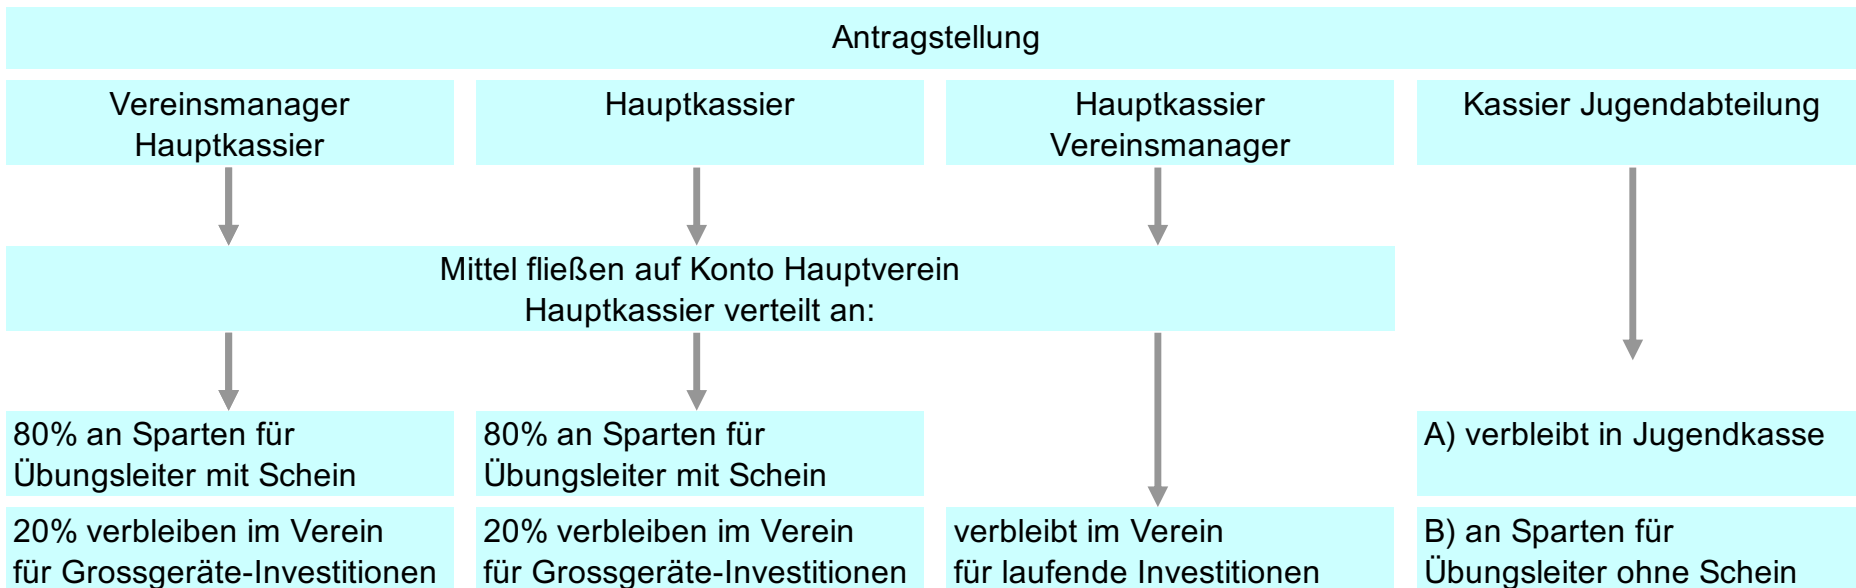 Antragstellung
Vereinsmanager
Hauptkassier
Hauptkassier
Hauptkassier
Vereinsmanager
Kassier Jugendabteilung
Mittel fließen auf Konto Hauptverein
Hauptkassier verteilt an:
80% an Sparten für
Übungsleiter mit Schein
80% an Sparten für
Übungsleiter mit Schein
A) verbleibt in Jugendkasse
20% verbleiben im Verein
für Grossgeräte-Investitionen
20% verbleiben im Verein
für Grossgeräte-Investitionen
verbleibt im Verein
für laufende Investitionen
B) an Sparten für
Übungsleiter ohne Schein